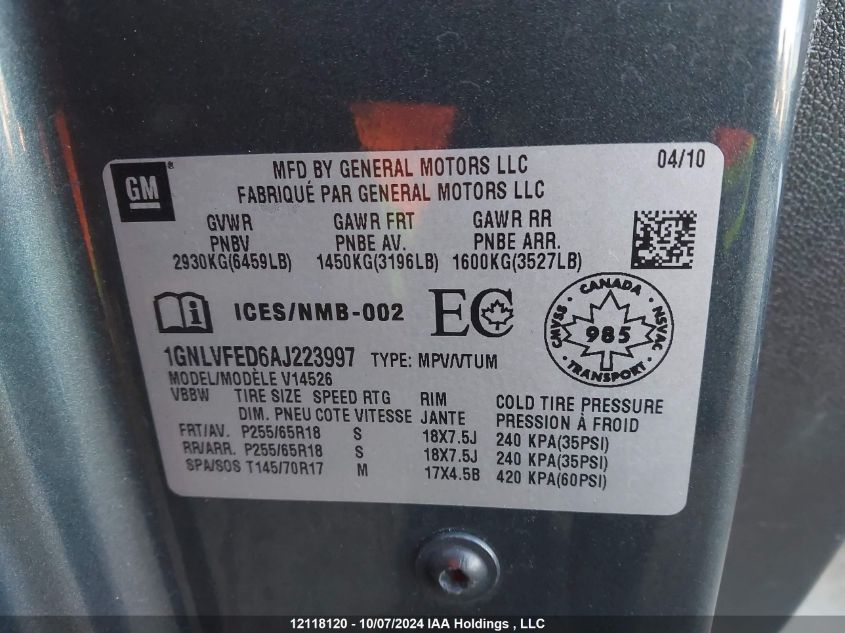 GM
MFD BY GENERAL MOTORS LLC 04/10
FABRIQUÉ PAR GENERAL MOTORS LLC
GVWR GAWR FRT GAWR RR
PNBV PNBE AV. PNBE ARR.
2930KG(6459LB) 1450KG(3196LB) 1600KG(3527LB)
ICES/NMB-002 EC
CANADA CMVSS 985 NSVAC TRANSPORT
1GNLVFED6AJ223997 TYPE: MPV/VTUM
MODEL/MODÈLE V14526
VBBW TIRE SIZE SPEED RTG RIM COLD TIRE PRESSURE
DIM. PNEU COTE VITESSE JANTE PRESSION À FROID
FRT/AV. P255/65R18 S 18X7.5J 240 KPA(35PSI)
RR/ARR. P255/65R18 S 18X7.5J 240 KPA(35PSI)
SPA/SOS T145/70R17 M 17X4.5B 420 KPA(60PSI)
12118120 - 10/07/2024 IAA Holdings , LLC